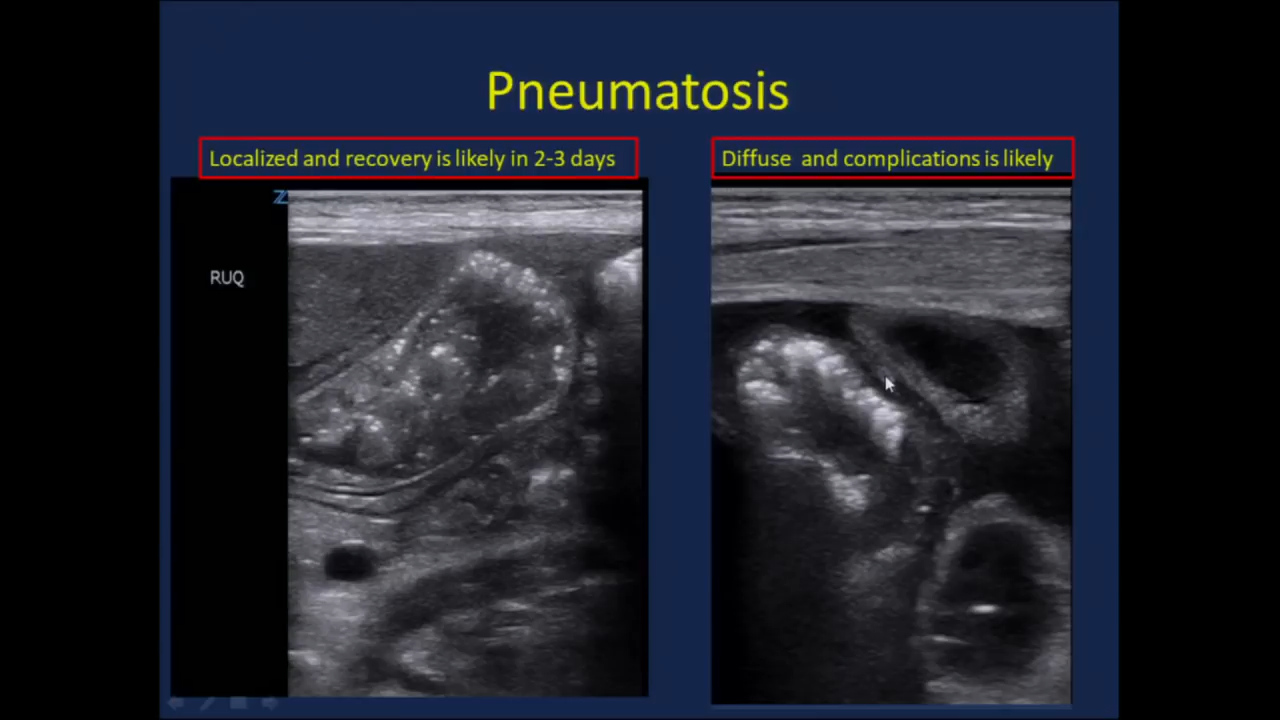 Pneumatosis
Localized and recovery is likely in 2-3 days
Diffuse and complications is likely
RUQ